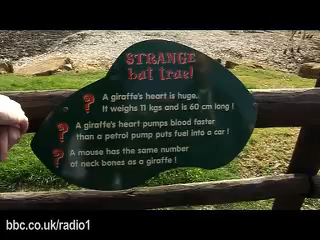 STRANGE
but true!
? A giraffe's heart is huge.
It weighs 11 kgs and is 60 cm long!
? A giraffe's heart pumps blood faster
than a petrol pump puts fuel into a car!
? A mouse has the same number
of neck bones as a giraffe!
bbc.co.uk/radio1